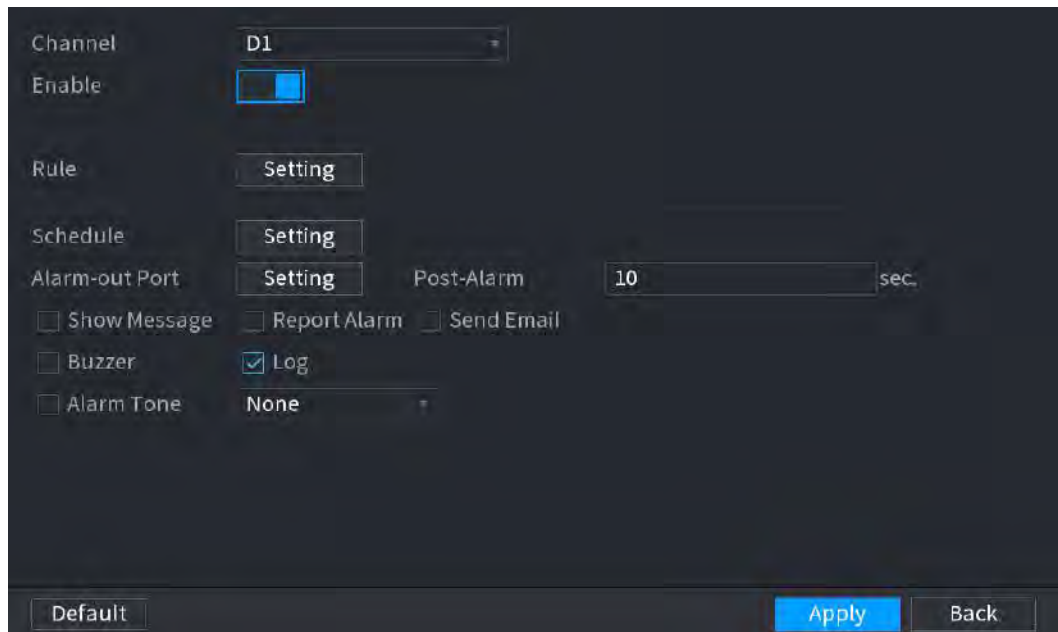 Channel D1
Enable
Rule Setting
Schedule Setting
Alarm-out Port Setting Post-Alarm 10 sec.
Show Message Report Alarm Send Email
Buzzer Log
Alarm Tone None
Default Apply Back